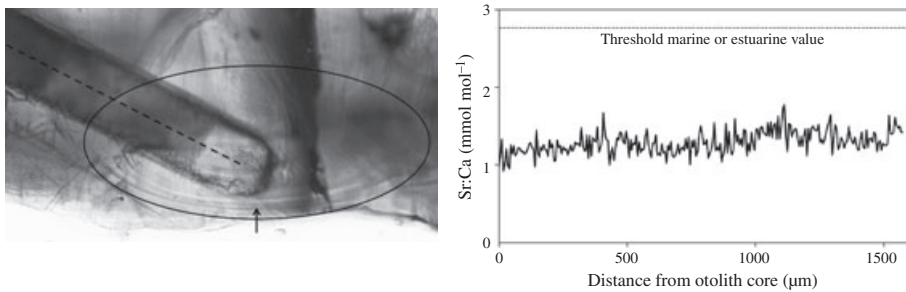 3
Threshold marine or estuarine value
2
Sr:Ca (mmol mol⁻¹)
1
0
0 500 1000 1500
Distance from otolith core (µm)